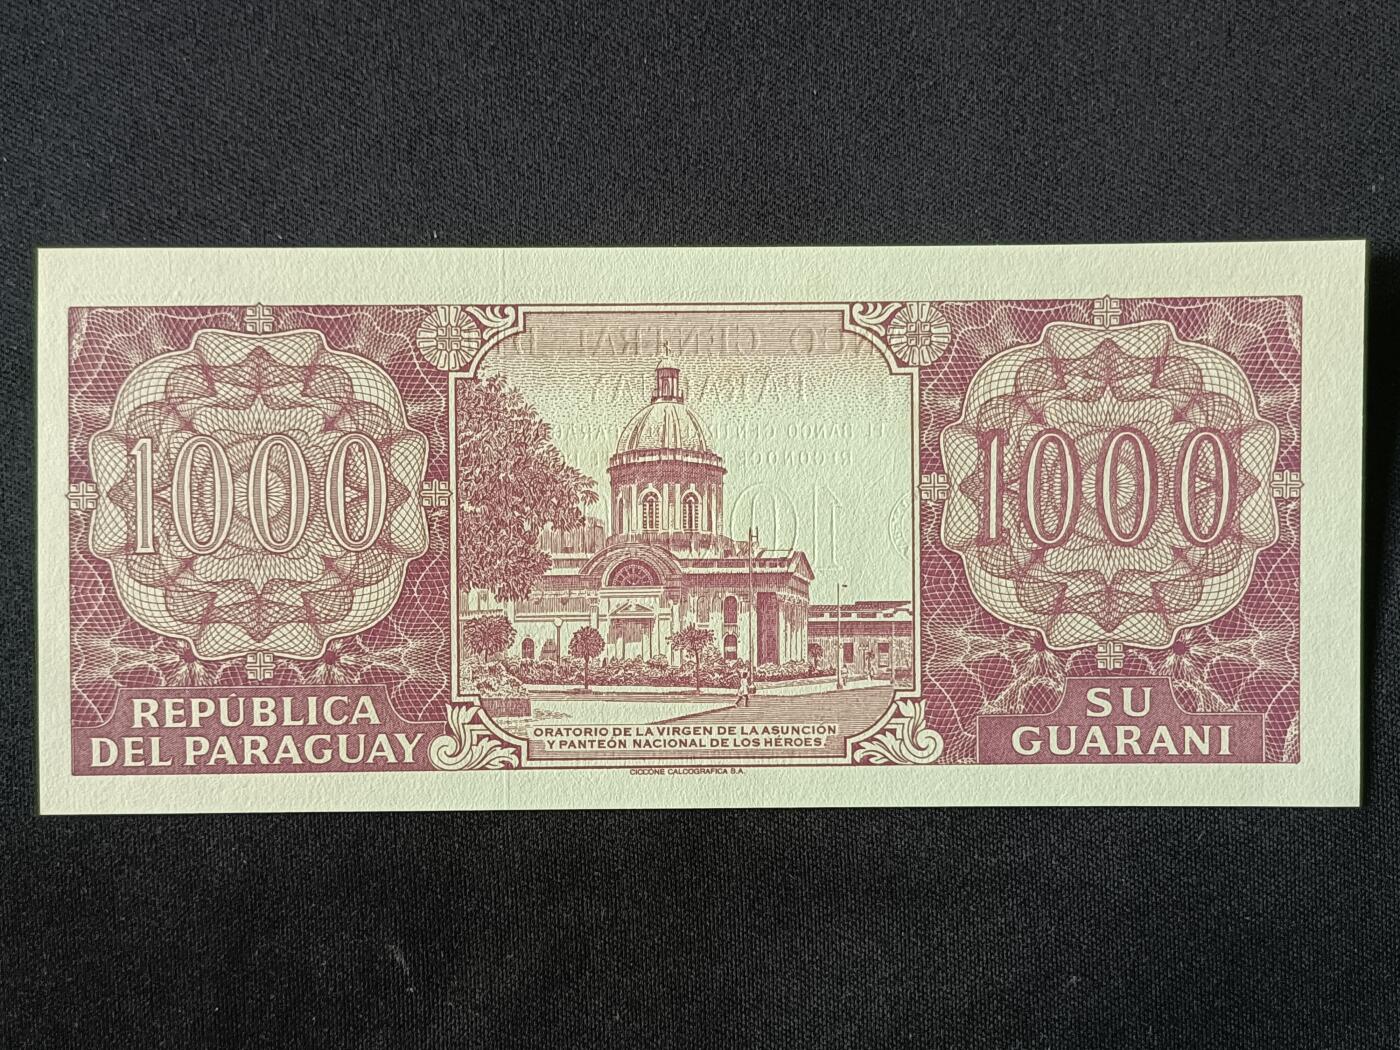 1000
1000
REPÚBLICA
DEL PARAGUAY
ORATORIO DE LA VIRGEN DE LA ASUNCIÓN
Y PANTEÓN NACIONAL DE LOS HÉROES.
CICCONE CALCOGRAFICA S.A.
SU
GUARANI